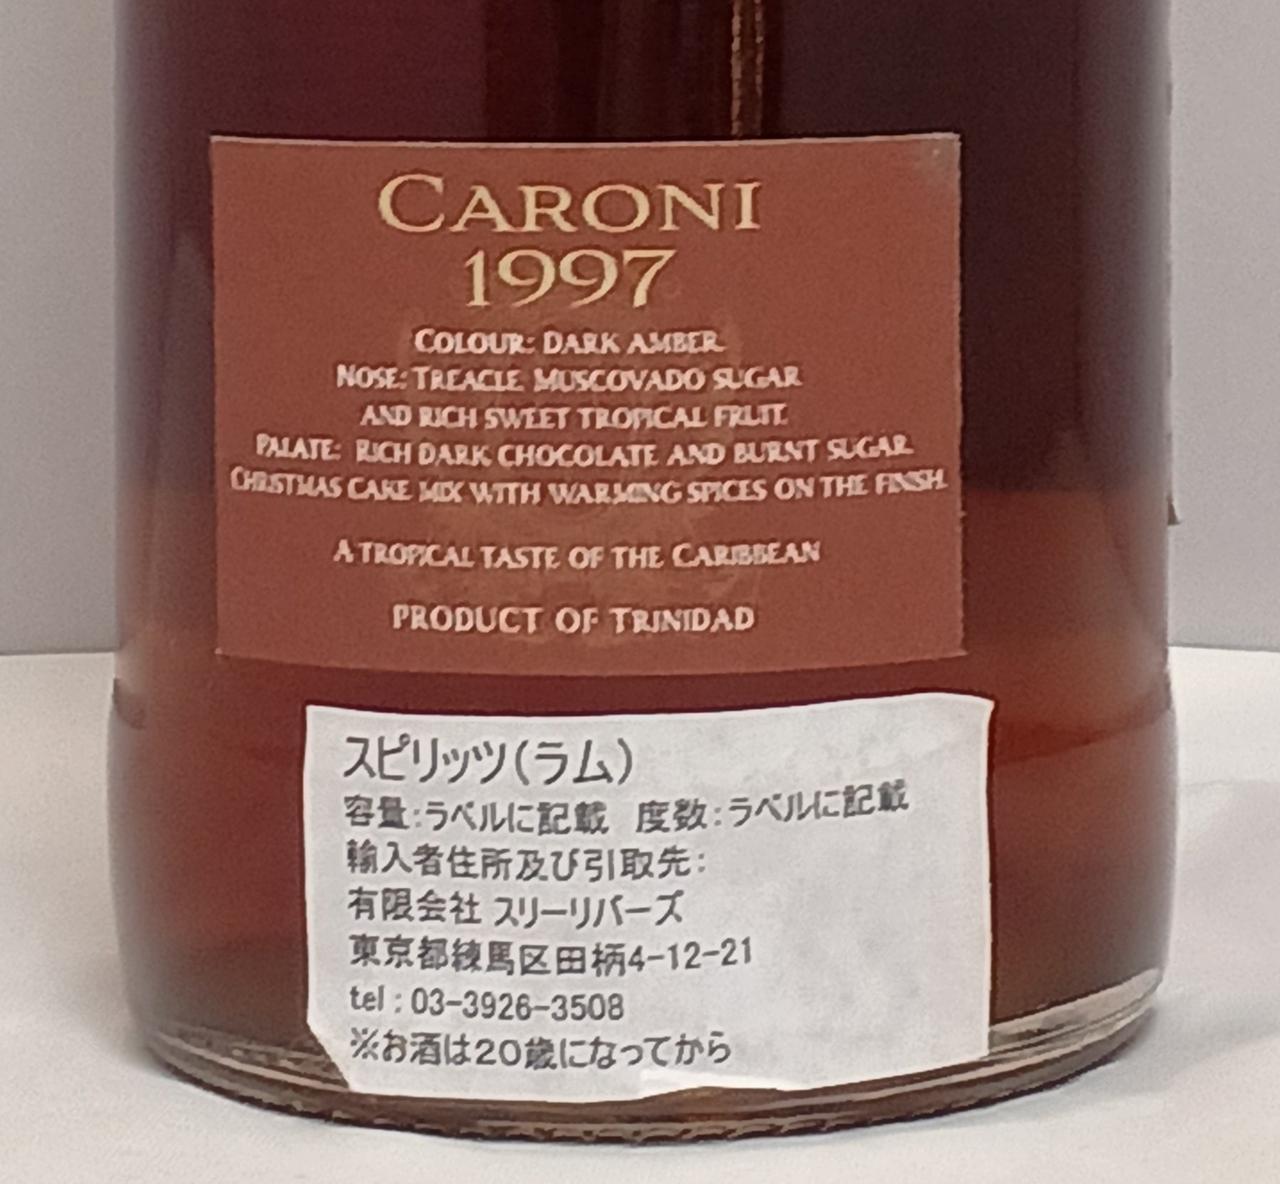 CARONI
1997
COLOUR: DARK AMBER
NOSE: TREACLE MUSCOVADO SUGAR
AND RICH SWEET TROPICAL FRUIT.
PALATE: RICH DARK CHOCOLATE AND BURNT SUGAR
CHRISTMAS CAKE MIX WITH WARMING SPICES ON THE FINISH.
A TROPICAL TASTE OF THE CARIBBEAN
PRODUCT OF TRINIDAD
スピリッツ(ラム)
容量:ラベルに記載 度数:ラベルに記載
輸入者住所及び引取先:
有限会社 スリーリバーズ
東京都練馬区田柄4-12-21
tel : 03-3926-3508
※お酒は20歳になってから